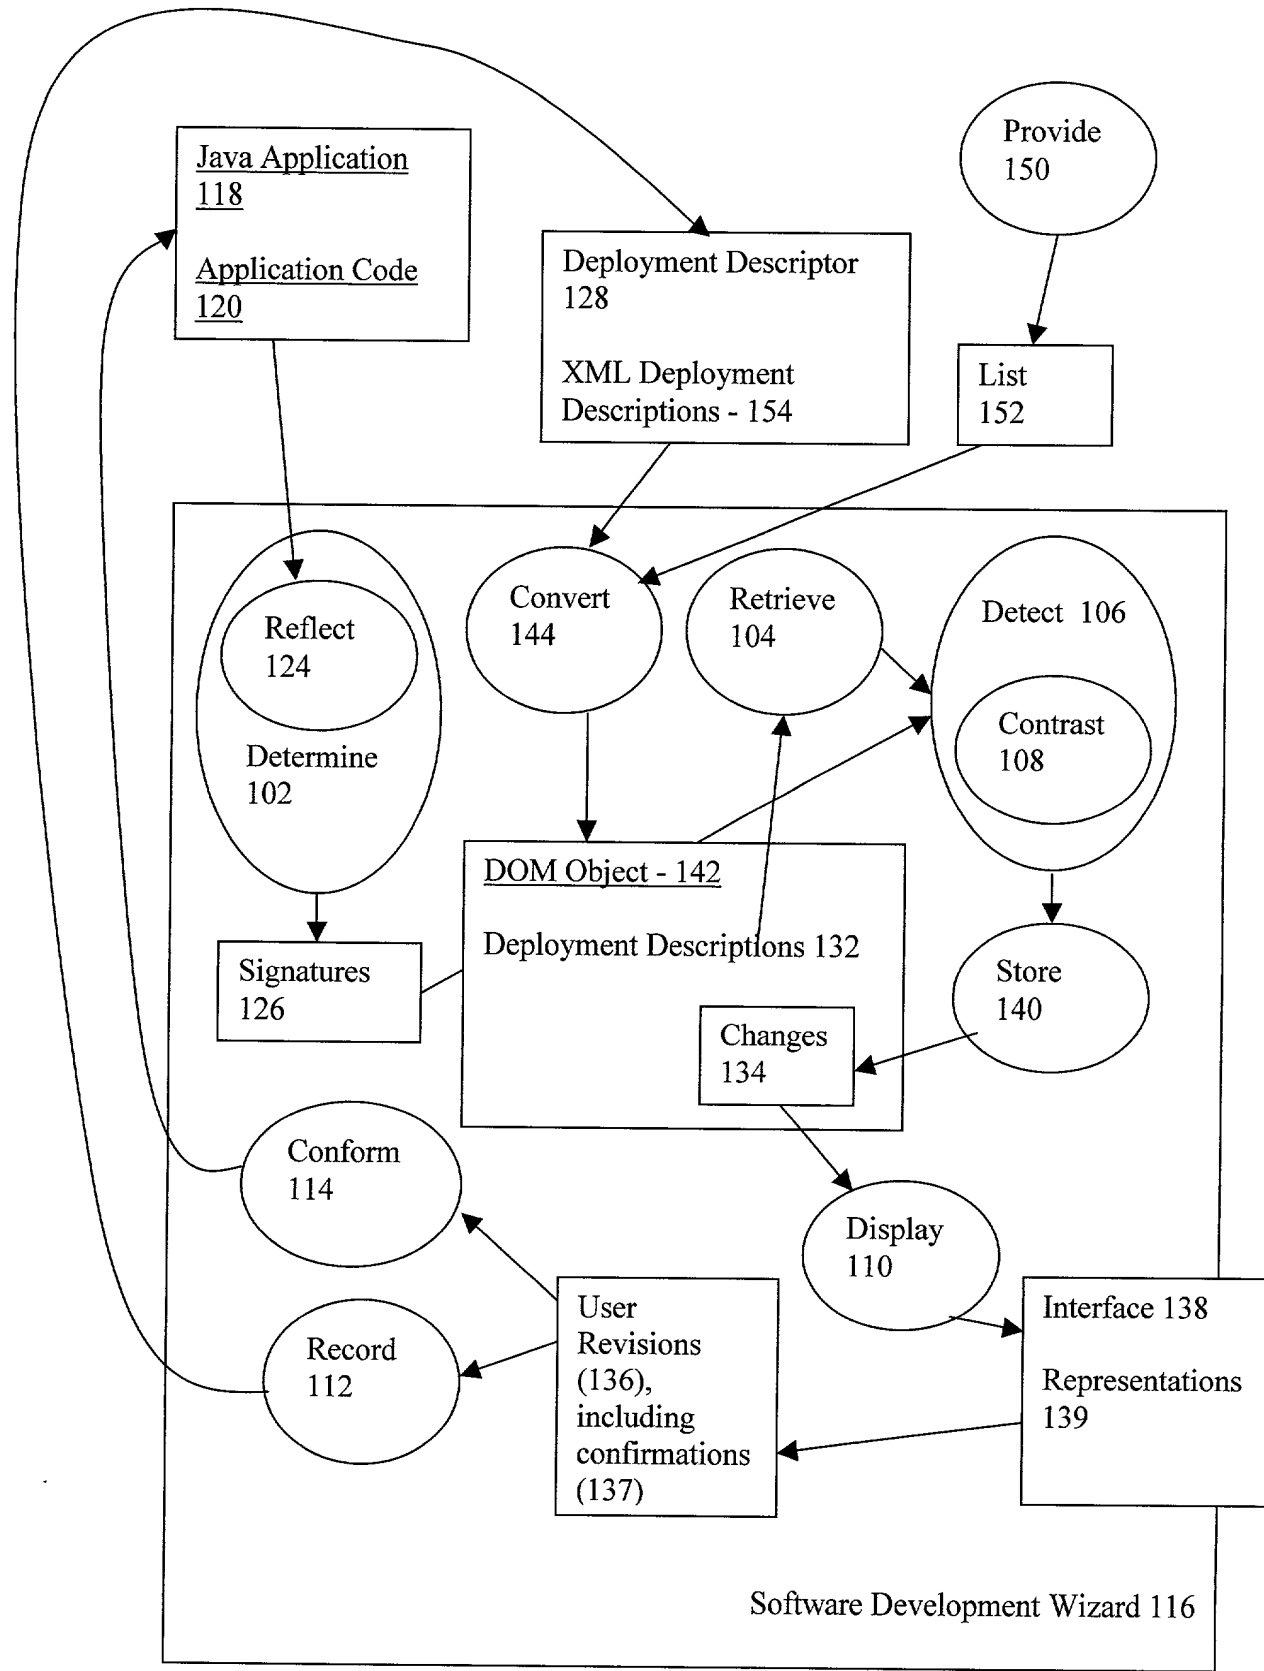 Provide
150
Java Application
118
Application Code
120
Deployment Descriptor
128
XML Deployment
Descriptions - 154
List
152
Reflect
124
Determine
102
Convert
144
Retrieve
104
Detect 106
Contrast
108
DOM Object - 142
Deployment Descriptions 132
Signatures
126
Changes
134
Store
140
Conform
114
Display
110
Record
112
User
Revisions
(136),
including
confirmations
(137)
Interface 138
Representations
139
Software Development Wizard 116